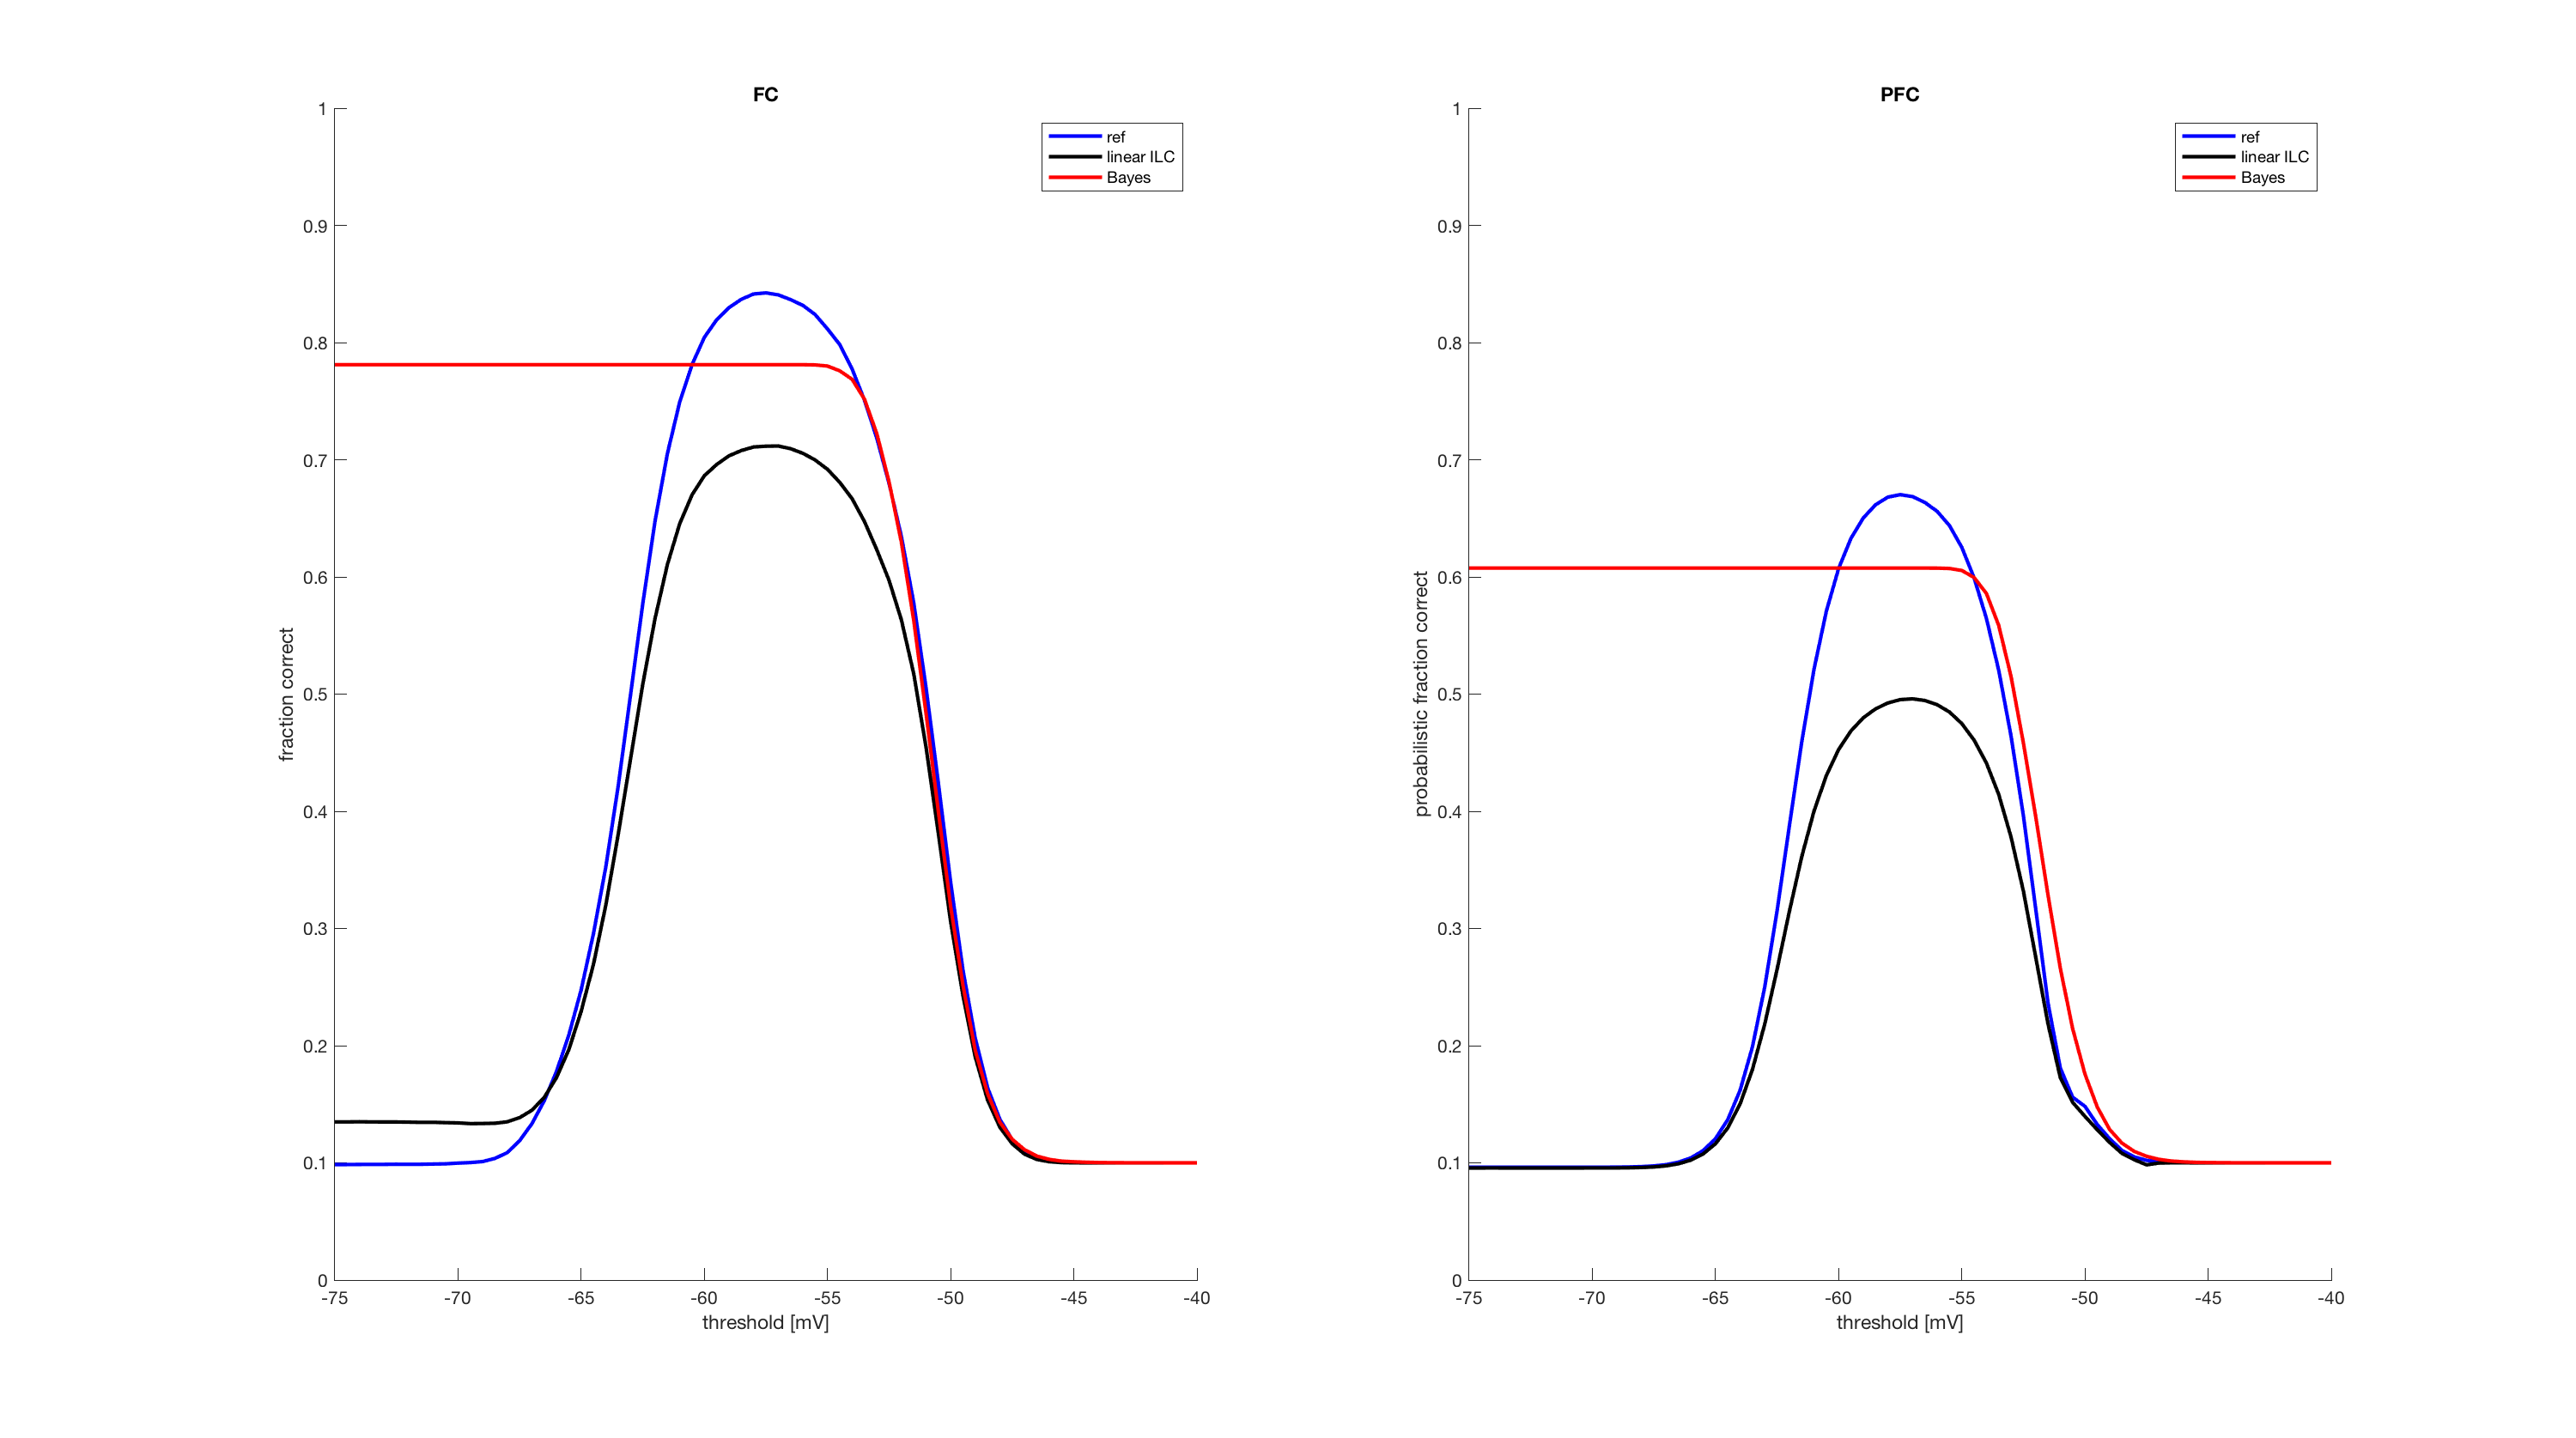 FC
1
0.9
0.8
0.7
0.6
0.5
0.4
0.3
0.2
0.1
0
fraction correct
-75 -70 -65 -60 -55 -50 -45 -40
threshold [mV]
ref
linear ILC
Bayes
PFC
1
0.9
0.8
0.7
0.6
0.5
0.4
0.3
0.2
0.1
0
probabilistic fraction correct
-75 -70 -65 -60 -55 -50 -45 -40
threshold [mV]
ref
linear ILC
Bayes